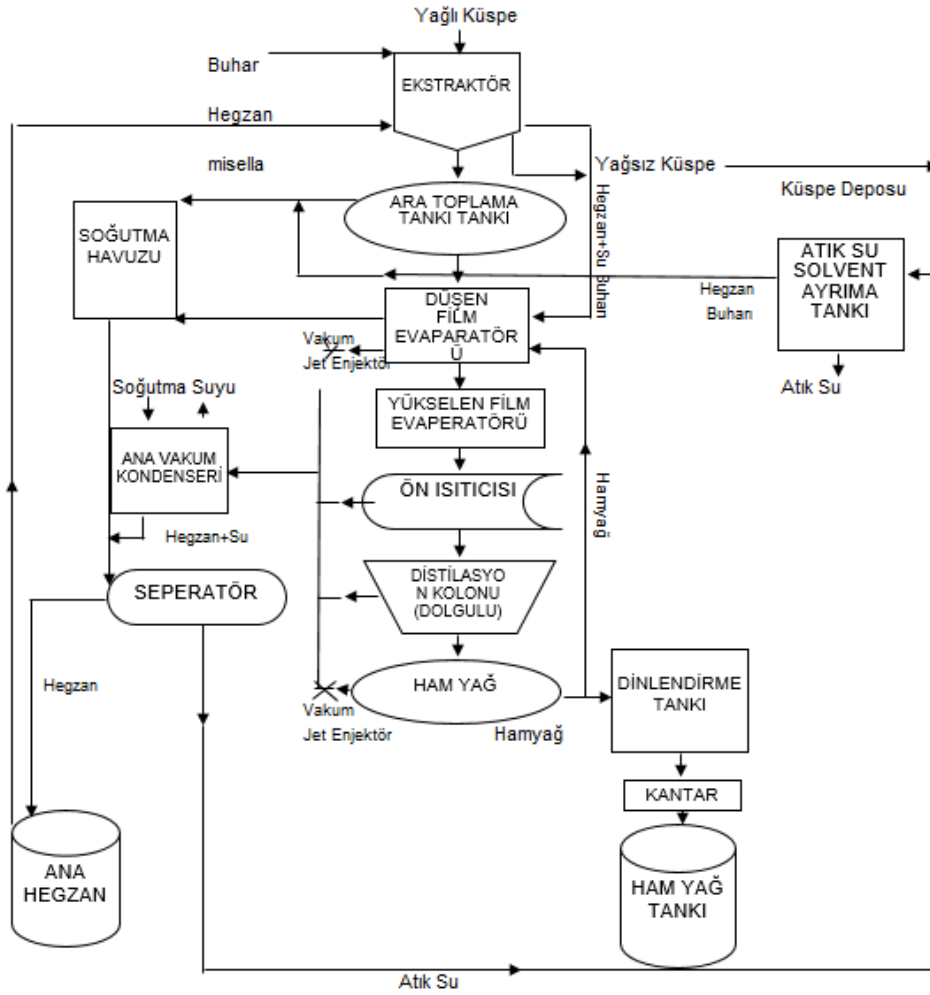 Yağlı Küspe
Buhar
EKSTRAKTÖR
Hegzan
misella
Yağsız Küspe
Küspe Deposu
Hegzan+Su Buharı
ARA TOPLAMA
TANKI TANKI
SOĞUTMA
HAVUZU
ATIK SU
SOLVENT
AYRIMA
TANKI
Hegzan
Buharı
DÜŞEN
FİLM
EVAPARATÖR
Ü
Vakum
Jet Enjektör
Atık Su
Soğutma Suyu
YÜKSELEN FİLM
EVAPERATÖRÜ
ANA VAKUM
KONDENSERİ
ÖN ISITICISI
Hamyağ
Hegzan+Su
SEPERATÖR
DİSTİLASYO
N KOLONU
(DOLGULU)
Hegzan
HAM YAĞ
DİNLENDİRME
TANKI
Vakum
Jet Enjektör
Hamyağ
KANTAR
ANA
HEGZAN
HAM YAĞ
TANKI
Atık Su